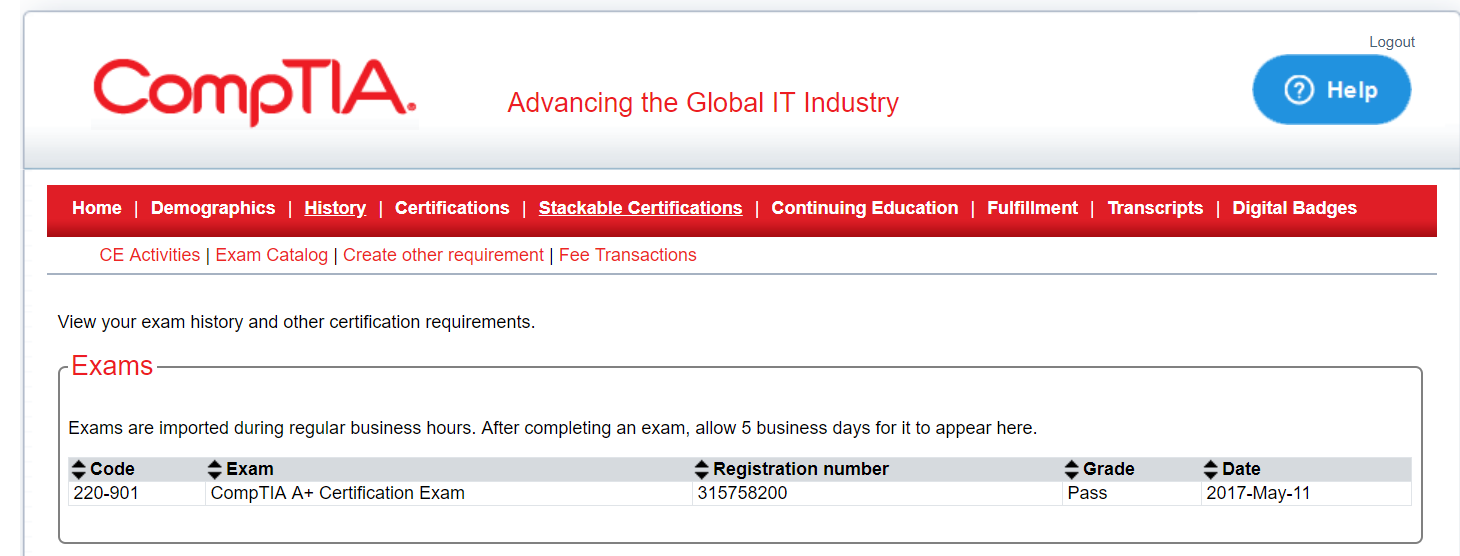 Logout
CompTIA.
Advancing the Global IT Industry
? Help
Home | Demographics | History | Certifications | Stackable Certifications | Continuing Education | Fulfillment | Transcripts | Digital Badges
CE Activities | Exam Catalog | Create other requirement | Fee Transactions
View your exam history and other certification requirements.
Exams
Exams are imported during regular business hours. After completing an exam, allow 5 business days for it to appear here.
Code Exam Registration number Grade Date
220-901 CompTIA A+ Certification Exam 315758200 Pass 2017-May-11